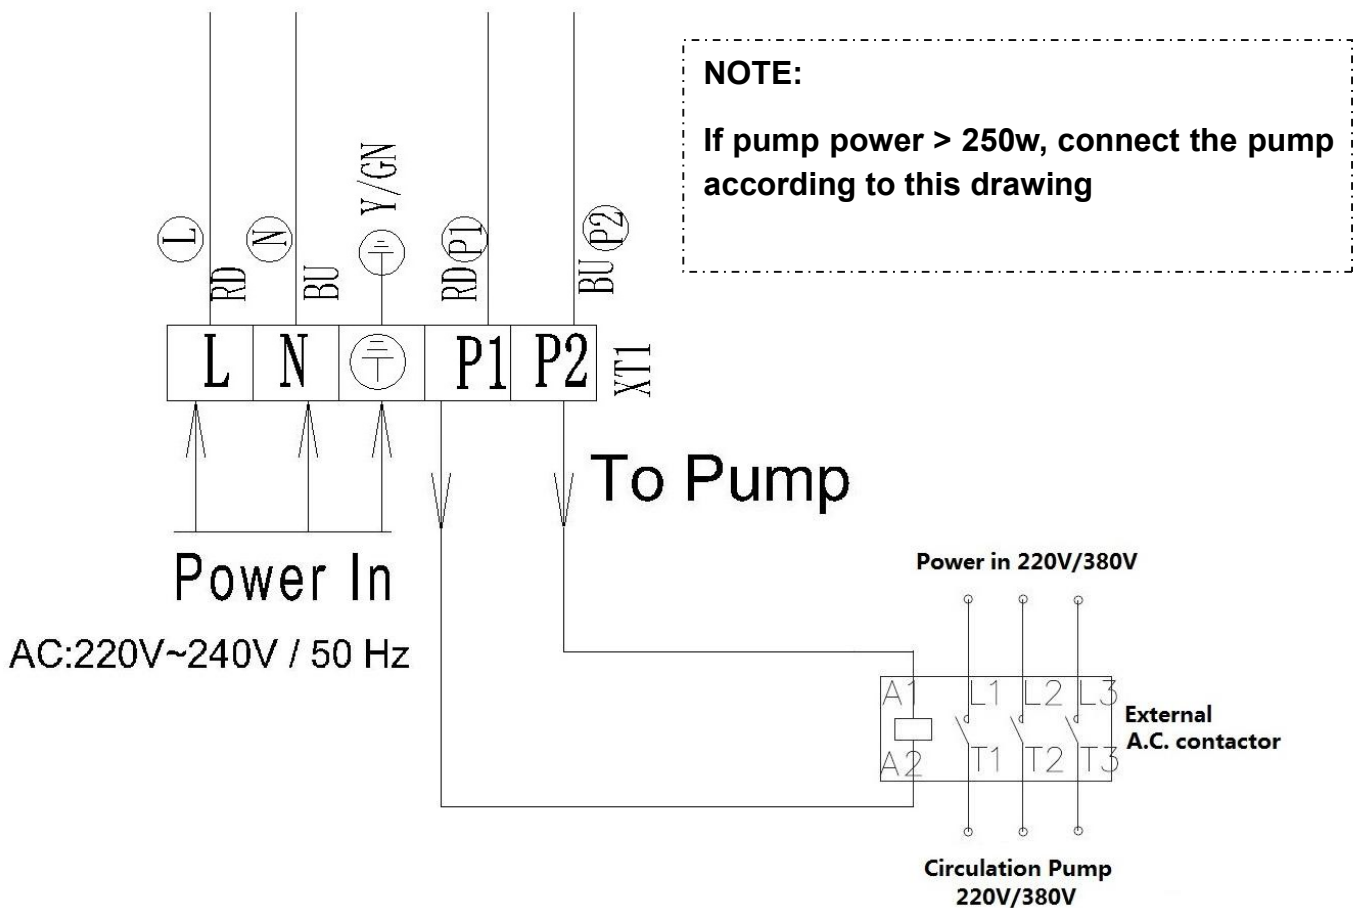 NOTE:
If pump power > 250w, connect the pump
according to this drawing
L
N
Y/GN
P1
P2
RD
BU
RD
BU
L N P1 P2
XT1
To Pump
Power In
AC:220V~240V / 50 Hz
Power in 220V/380V
A1 L1 L2 L3
External
A.C. contactor
A2 T1 T2 T3
Circulation Pump
220V/380V